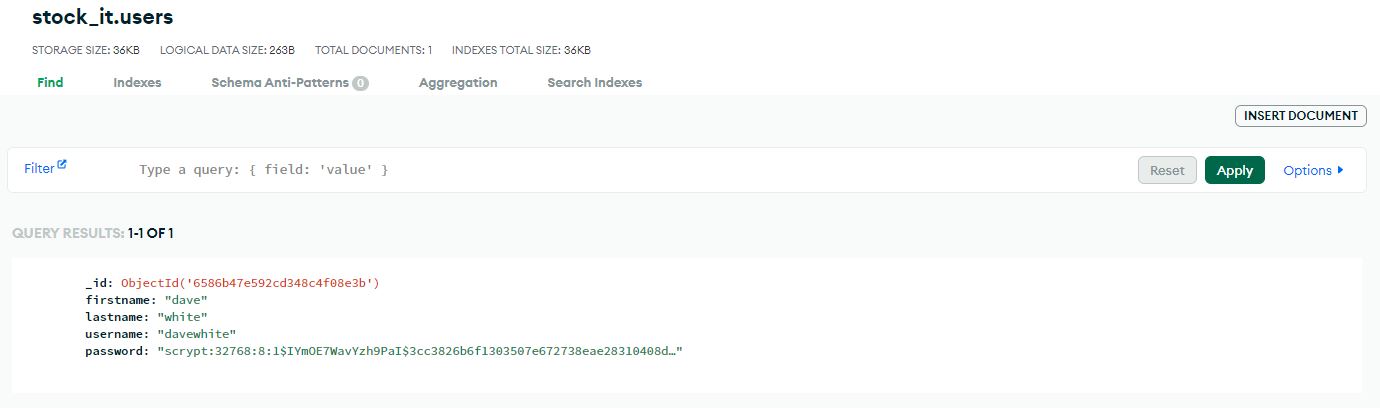 stock_it.users
STORAGE SIZE: 36KB LOGICAL DATA SIZE: 263B TOTAL DOCUMENTS: 1 INDEXES TOTAL SIZE: 36KB
Find Indexes Schema Anti-Patterns 0 Aggregation Search Indexes
INSERT DOCUMENT
Filter Type a query: { field: 'value' } Reset Apply Options
QUERY RESULTS: 1-1 OF 1
_id: ObjectId('6586b47e592cd348c4f08e3b')
firstname: "dave"
lastname: "white"
username: "davewhite"
password: "scrypt:32768:8:1$IYmOE7WavYzh9PaI$3cc3826b6f1303507e672738eae28310408d…"